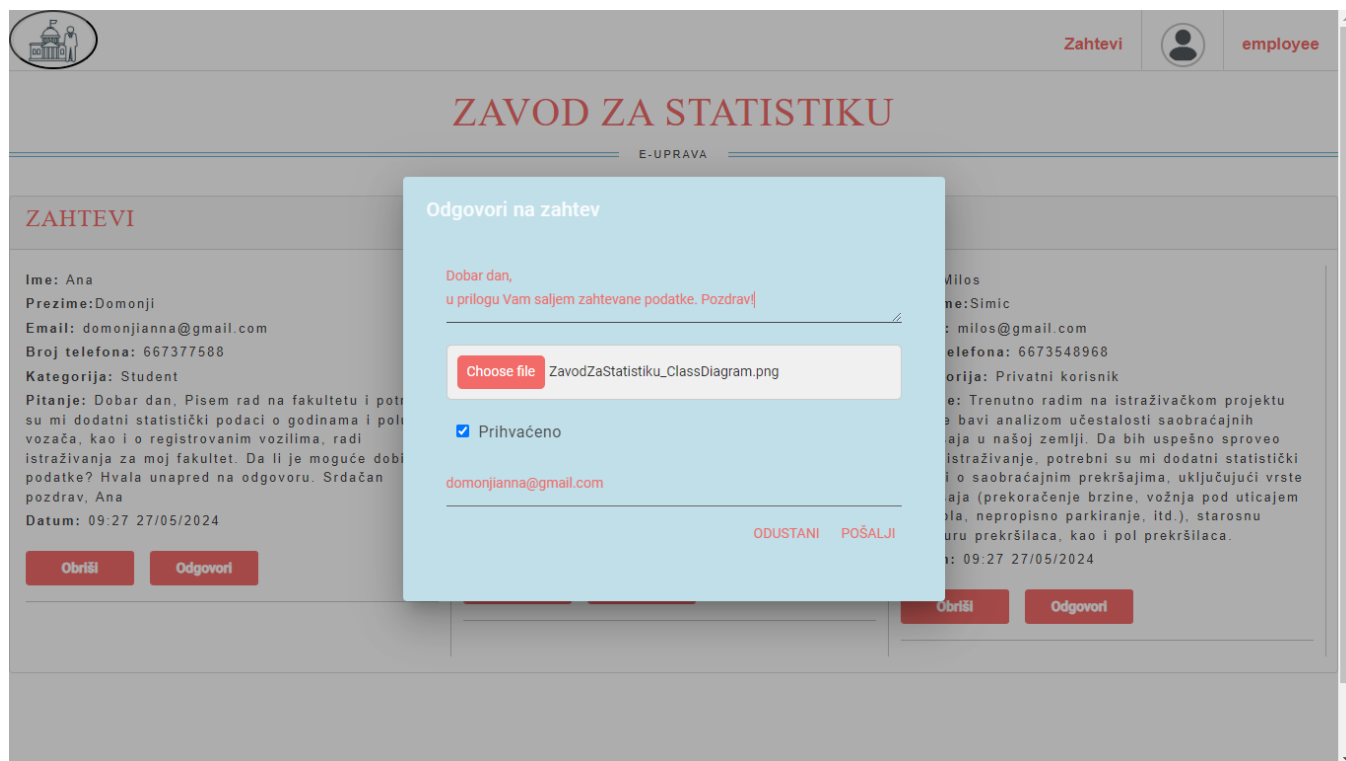 Zahtevi
employee
ZAVOD ZA STATISTIKU
E-UPRAVA
ZAHTEVI
Ime: Ana
Prezime:Domonji
Email: domonjianna@gmail.com
Broj telefona: 667377588
Kategorija: Student
Pitanje: Dobar dan, Pisem rad na fakultetu i
su mi dodatni statistički podaci o godinama i
vozača, kao i o registrovanim vozilima, radi
istraživanja za moj fakultet. Da li je moguće
podatke? Hvala unapred na odgovoru. Srdačan
pozdrav, Ana
Datum: 09:27 27/05/2024
Obriši
Odgovori
Odgovori na zahtev
Dobar dan,
u prilogu Vam saljem zahtevane podatke. Pozdrav!
Choose file ZavodZaStatistiku_ClassDiagram.png
Prihvaćeno
domonjianna@gmail.com
ODUSTANI
POŠALJI
Milos
me:Simic
: milos@gmail.com
telefona: 6673548968
orija: Privatni korisnik
e: Trenutno radim na istraživačkom projektu
e bavi analizom učestalosti saobraćajnih
aja u našoj zemlji. Da bih uspešno sproveo
istraživanje, potrebni su mi dodatni statistički
i o saobraćajnim prekršajima, uključujući vrste
aja (prekoračenje brzine, vožnja pod uticajem
ola, nepropisno parkiranje, itd.), starosnu
uru prekršilaca, kao i pol prekršilaca.
: 09:27 27/05/2024
Obriši
Odgovori